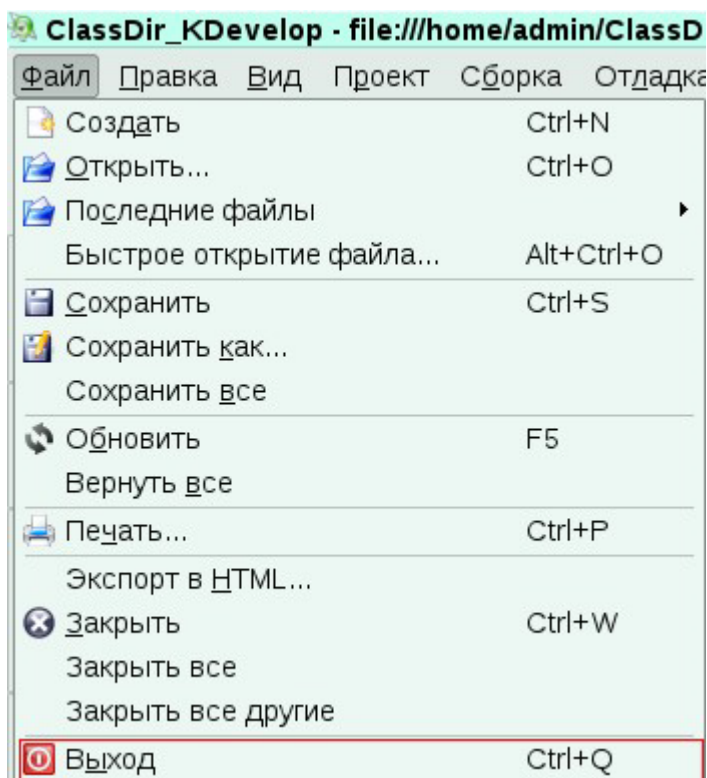 ClassDir_KDevelop - file:///home/admin/ClassD
Файл Правка Вид Проект Сборка Отладка
Создать Ctrl+N
Открыть... Ctrl+O
Последние файлы
Быстрое открытие файла... Alt+Ctrl+O
Сохранить Ctrl+S
Сохранить как...
Сохранить все
Обновить F5
Вернуть все
Печать... Ctrl+P
Экспорт в HTML...
Закрыть Ctrl+W
Закрыть все
Закрыть все другие
Выход Ctrl+Q